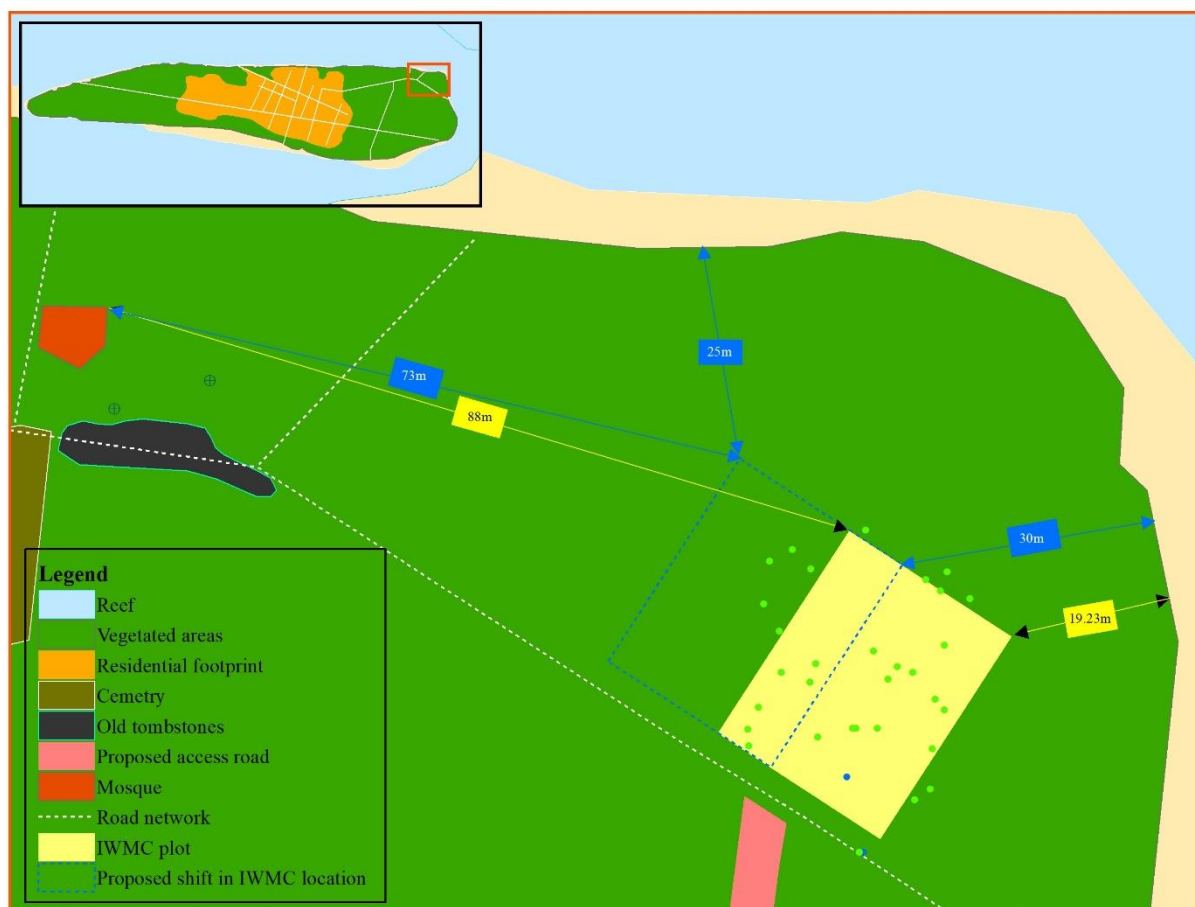 25m
73m
88m
30m
19.23m
Legend
Reef
Vegetated areas
Residential footprint
Cemetry
Old tombstones
Proposed access road
Mosque
Road network
IWMC plot
Proposed shift in IWMC location